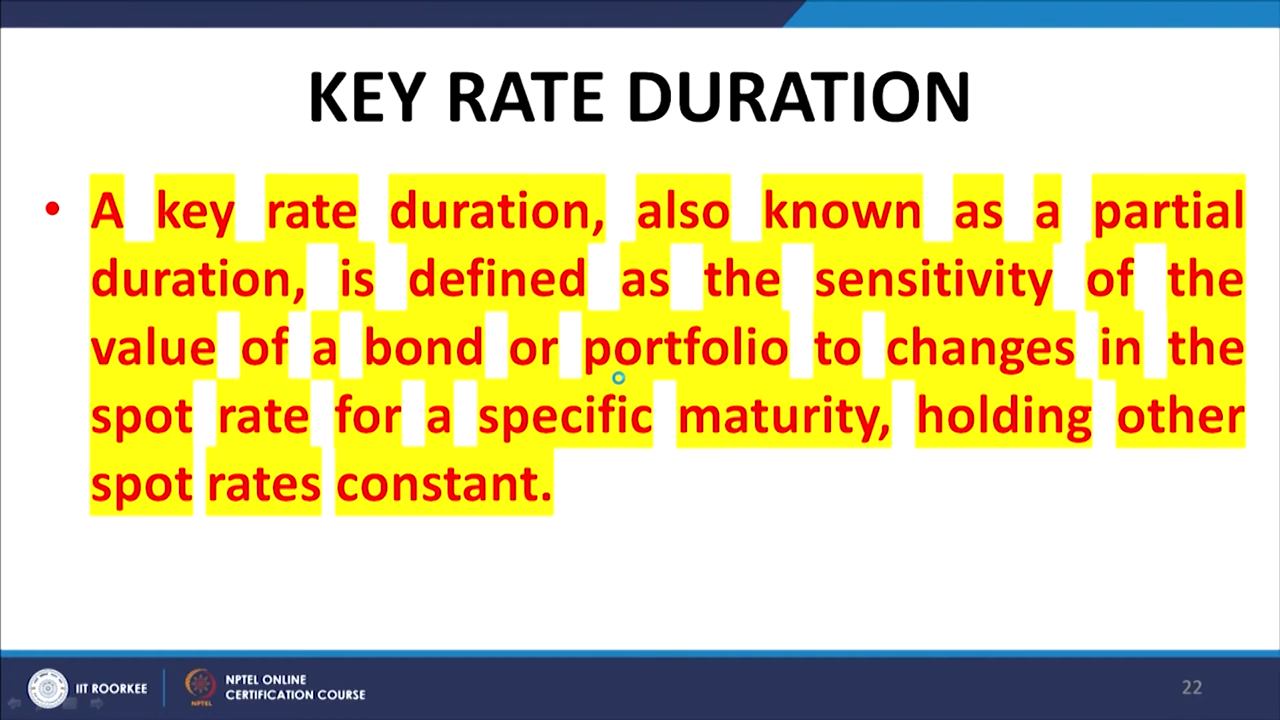 KEY RATE DURATION
• A key rate duration, also known as a partial
duration, is defined as the sensitivity of the
value of a bond or portfolio to changes in the
spot rate for a specific maturity, holding other
spot rates constant.
IIT ROORKEE
NPTEL
NPTEL ONLINE
CERTIFICATION COURSE
22